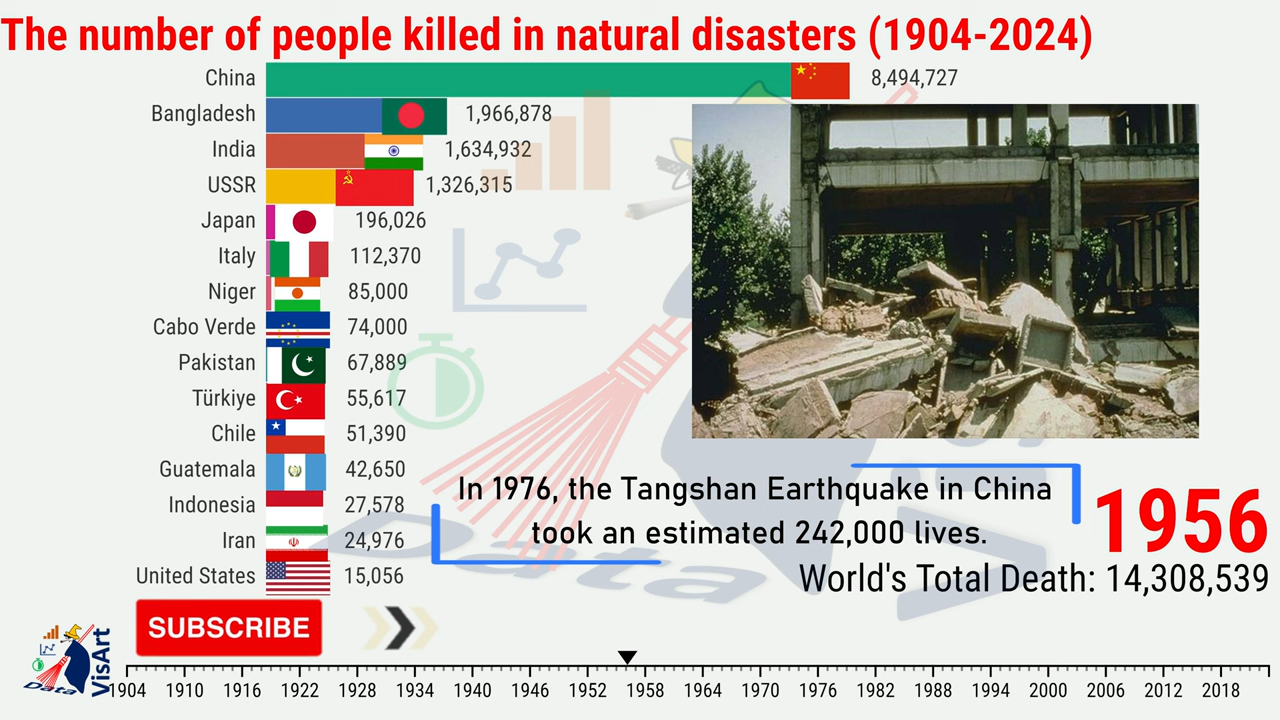 The number of people killed in natural disasters (1904-2024)
China 8,494,727
Bangladesh 1,966,878
India 1,634,932
USSR 1,326,315
Japan 196,026
Italy 112,370
Niger 85,000
Cabo Verde 74,000
Pakistan 67,889
Türkiye 55,617
Chile 51,390
Guatemala 42,650
Indonesia 27,578
Iran 24,976
United States 15,056
In 1976, the Tangshan Earthquake in China
took an estimated 242,000 lives.
1956
World's Total Death: 14,308,539
SUBSCRIBE
Data VisArt
1904 1910 1916 1922 1928 1934 1940 1946 1952 1958 1964 1970 1976 1982 1988 1994 2000 2006 2012 2018